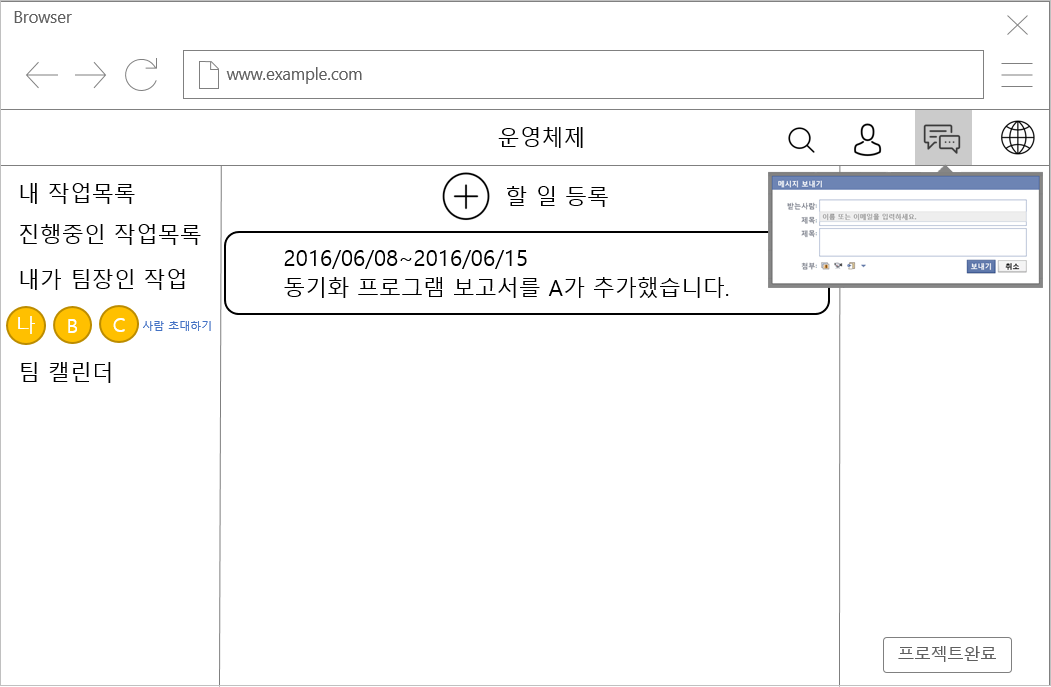 Browser
www.example.com
운영체제
내 작업목록
진행중인 작업목록
내가 팀장인 작업
나 B C 사람 초대하기
팀 캘린더
할 일 등록
2016/06/08~2016/06/15
동기화 프로그램 보고서를 A가 추가했습니다.
메시지 보내기
받는사람:
이름 또는 이메일을 입력하세요.
제목:
제목:
첨부:
보내기 취소
프로젝트완료